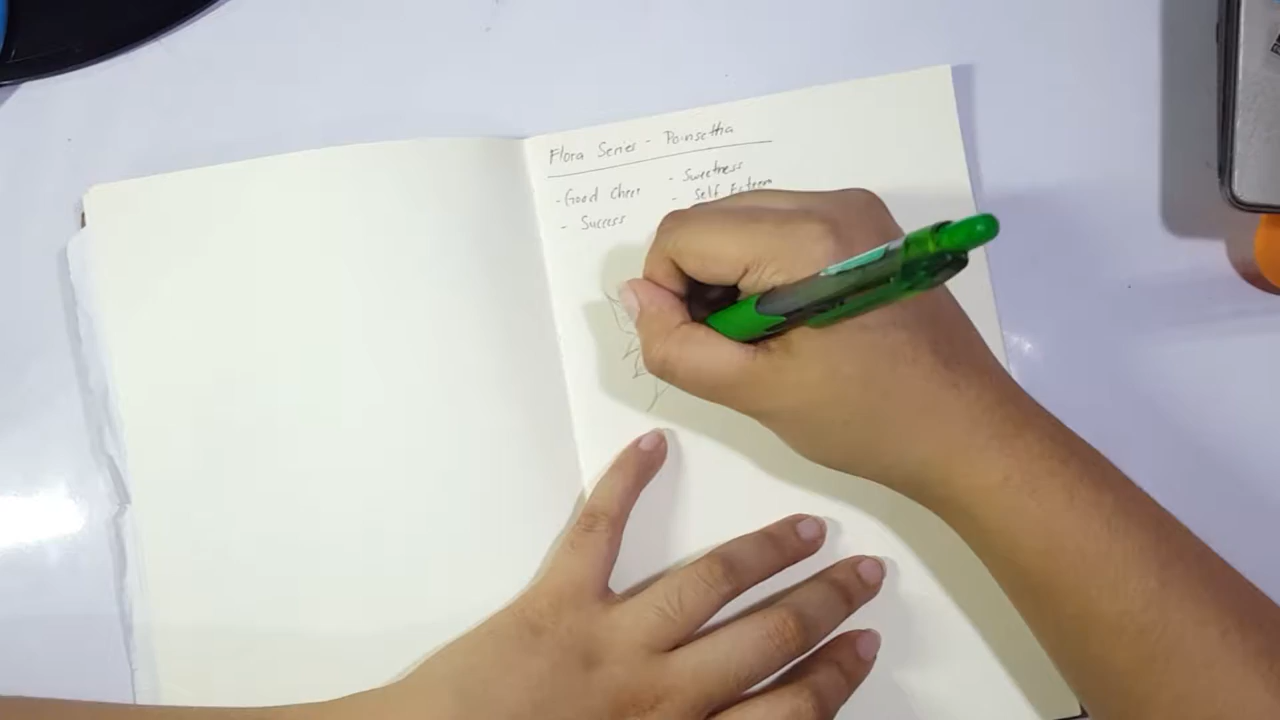 Flora Series - Poinsettia
- Good Cheer
- Success
- Sweetness
- Self Esteem